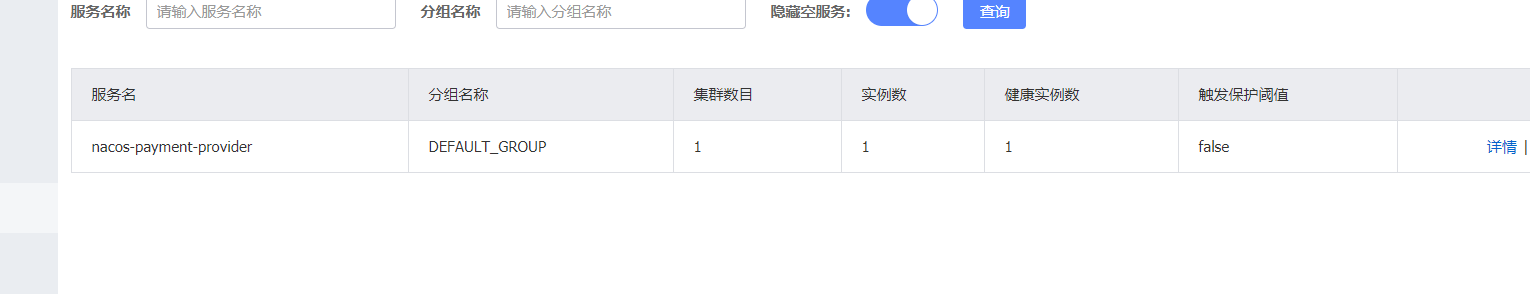 服务名称 请输入服务名称 分组名称 请输入分组名称 隐藏空服务: 查询
服务名 分组名称 集群数目 实例数 健康实例数 触发保护阈值
nacos-payment-provider DEFAULT_GROUP 1 1 1 false 详情 |